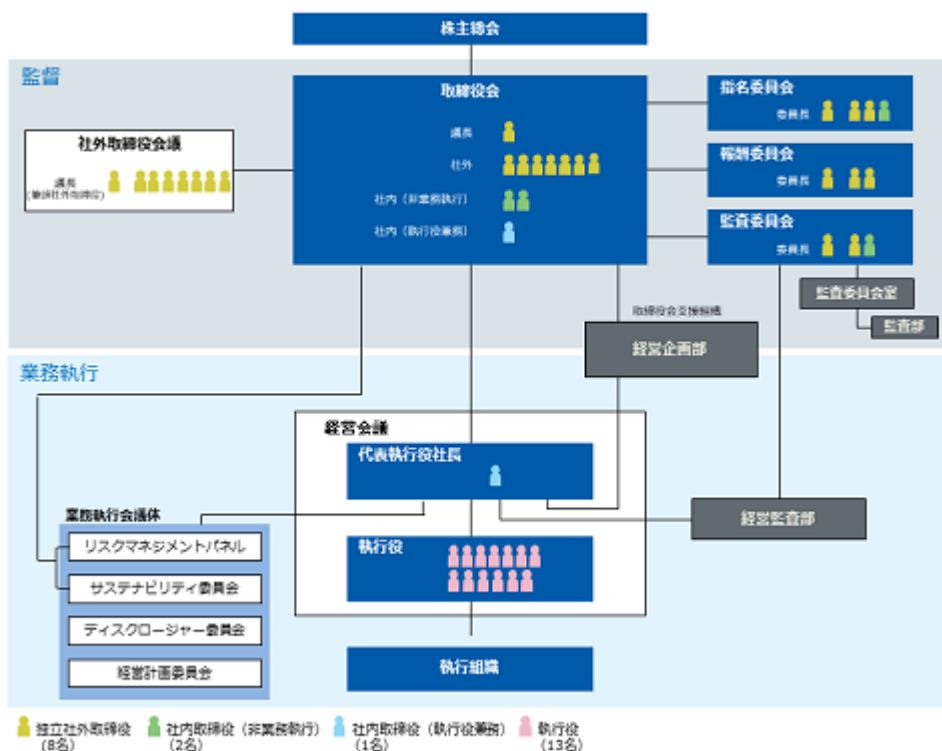 株主総会
監督
取締役会
議長
社外
社内（非業務執行）
社内（執行役兼務）
社外取締役会議
議長
(筆頭社外取締役)
指名委員会
委員長
報酬委員会
委員長
監査委員会
委員長
監査委員会室
監査部
取締役会支援組織
経営企画部
業務執行
経営会議
代表執行役社長
業務執行会議体
リスクマネジメントパネル
サステナビリティ委員会
ディスクロージャー委員会
経営計画委員会
執行役
経営監査部
執行組織
独立社外取締役
(8名)
社内取締役（非業務執行）
(2名)
社内取締役（執行役兼務）
(1名)
執行役
(13名)